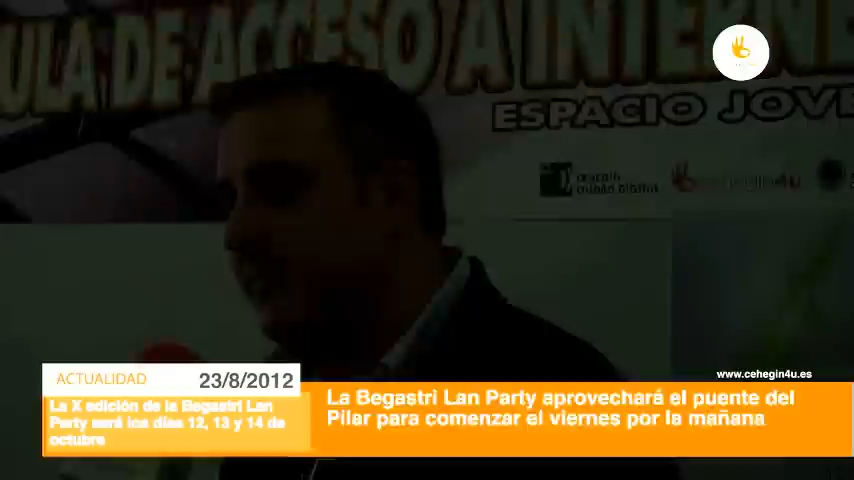 ULA DE ACCESO A INTERNE
ESPACIO JOVE
www.cehegin4u.es
ACTUALIDAD
23/8/2012
La X edición de la Begastri Lan
Party será los días 12, 13 y 14 de
octubre
La Begastri Lan Party aprovechará el puente del
Pilar para comenzar el viernes por la mañana